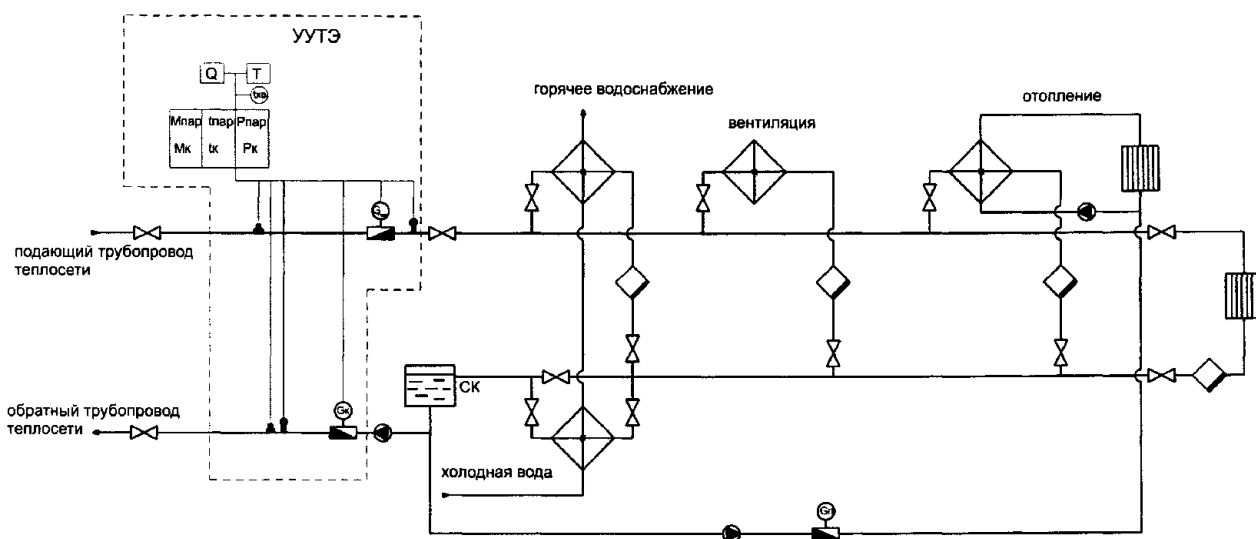 УУТЭ
Q
T
tхв
Mпар tпар Pпар
Mк tк Pк
горячее водоснабжение
вентиляция
отопление
подающий трубопровод
теплосети
СК
обратный трубопровод
теплосети
Gк
холодная вода
Gп